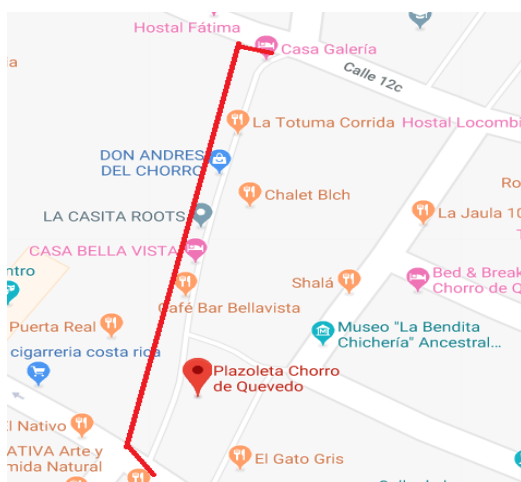 Hostal Fátima
Casa Galería
a
Calle 12c
La Totuma Corrida
Hostal Locombi
DON ANDRES
DEL CHORRO
Chalet Blch
Ro
LA CASITA ROOTS
La Jaula 10
T
CASA BELLA VISTA
Bed & Break
Chorro de Q
entro
Shalá
Café Bar Bellavista
Puerta Real
Museo "La Bendita
Chichería" Ancestral...
cigarreria costa rica
Plazoleta Chorro
de Quevedo
El Nativo
ATIVA Arte y
mida Natural
El Gato Gris